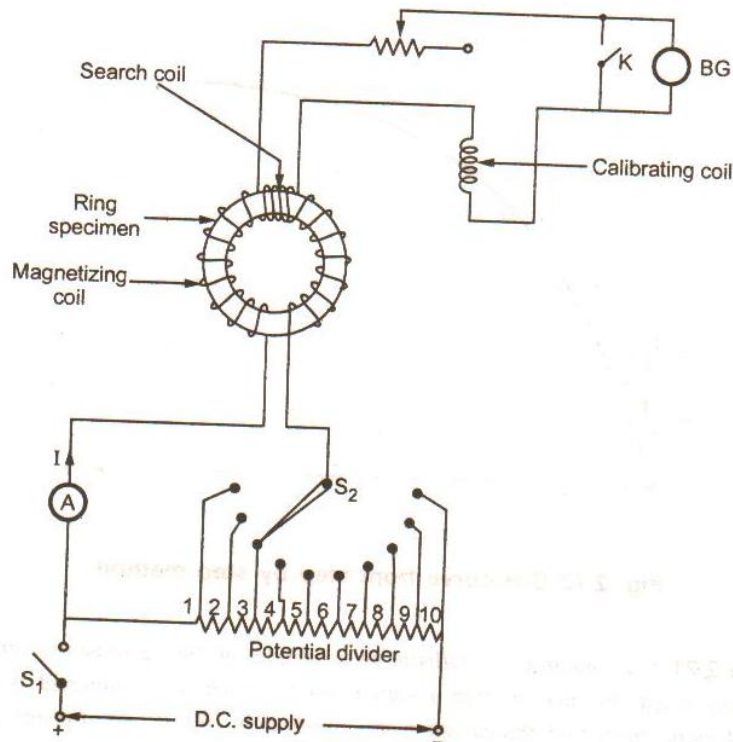 Search coil
K
BG
Calibrating coil
Ring
specimen
Magnetizing
coil
I
A
S2
1 2 3 4 5 6 7 8 9 10
Potential divider
S1
D.C. supply
+
–